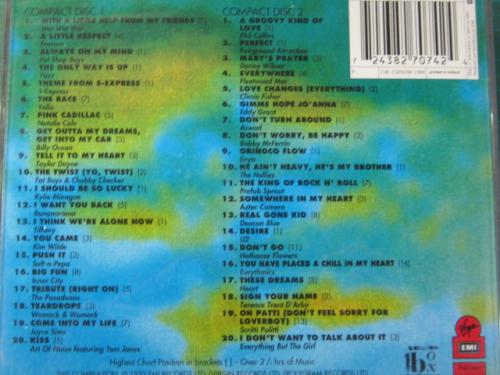 COMPACT DISC 1
1. WITH A LITTLE HELP FROM MY FRIENDS (1)
Wet Wet Wet
2. A LITTLE RESPECT (4)
Erasure
3. ALWAYS ON MY MIND (1)
Pet Shop Boys
4. THE ONLY WAY IS UP (1)
Yazz
5. THEME FROM S-EXPRESS (1)
S-Express
6. THE RACE (7)
Yello
7. PINK CADILLAC (5)
Natalie Cole
8. GET OUTTA MY DREAMS,
GET INTO MY CAR (3)
Billy Ocean
9. TELL IT TO MY HEART (3)
Taylor Dayne
10. THE TWIST (YO, TWIST) (2)
Fat Boys & Chubby Checker
11. I SHOULD BE SO LUCKY (1)
Kylie Minogue
12. I WANT YOU BACK (5)
Bananarama
13. I THINK WE'RE ALONE NOW (1)
Tiffany
14. YOU CAME (3)
Kim Wilde
15. PUSH IT (2)
Salt n Pepa
16. BIG FUN (8)
Inner City
17. TRIBUTE (RIGHT ON) (5)
The Pasadenas
18. TEARDROPS (3)
Womack & Womack
19. COME INTO MY LIFE (7)
Joyce Sims
20. KISS (5)
Art Of Noise featuring Tom Jones
COMPACT DISC 2
1. A GROOVY KIND OF
LOVE (1)
Phil Collins
2. PERFECT (1)
Fairground Attraction
3. MARY'S PRAYER (3)
Danny Wilson
4. EVERYWHERE (4)
Fleetwood Mac
5. LOVE CHANGES (EVERYTHING) (2)
Climie Fisher
6. GIMME HOPE JO'ANNA (7)
Eddy Grant
7. DON'T TURN AROUND (1)
Aswad
8. DON'T WORRY, BE HAPPY (2)
Bobby McFerrin
9. ORINOCO FLOW (1)
Enya
10. HE AIN'T HEAVY, HE'S MY BROTHER (1)
The Hollies
11. THE KING OF ROCK N' ROLL (7)
Prefab Sprout
12. SOMEWHERE IN MY HEART (3)
Aztec Camera
13. REAL GONE KID (8)
Deacon Blue
14. DESIRE (1)
U2
15. DON'T GO (11)
Hothouse Flowers
16. YOU HAVE PLACED A CHILL IN MY HEART (16)
Eurythmics
17. THESE DREAMS (8)
Heart
18. SIGN YOUR NAME (2)
Terence Trent D'Arby
19. OH PATTI (DON'T FEEL SORRY FOR
LOVERBOY) (13)
Scritti Politti
20. I DON'T WANT TO TALK ABOUT IT (3)
Everything But The Girl
Highest Chart Position in brackets ( ) - Over 2½ hrs of Music
7 24382 70742 4
Virgin
EMI
box